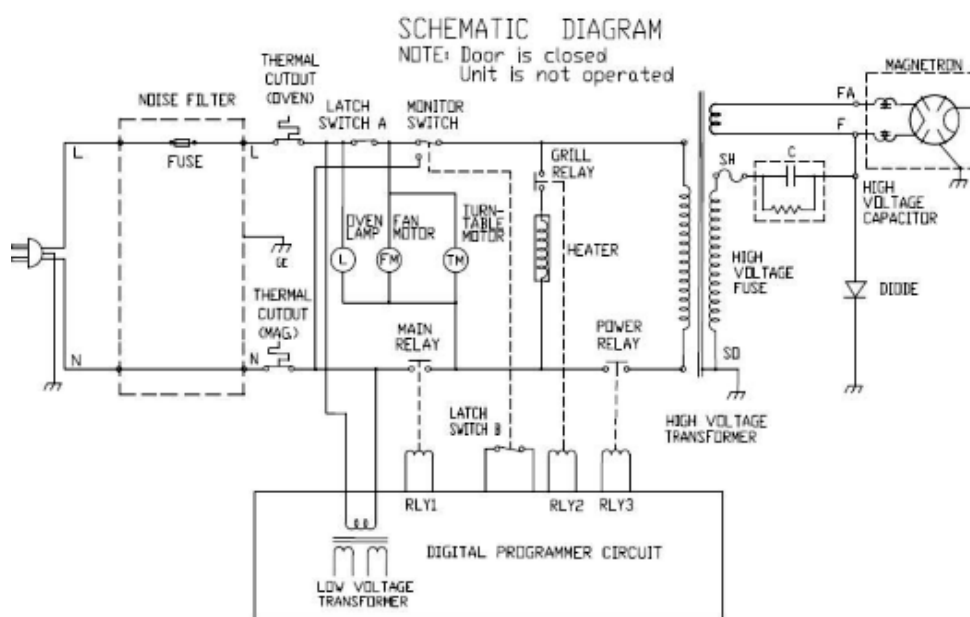 SCHEMATIC DIAGRAM
NOTE: Door is closed
Unit is not operated
MAGNETRON
THERMAL
CUTOUT
(OVEN)
NOISE FILTER
LATCH
SWITCH A
MONITOR
SWITCH
FA
F
L
FUSE
L
GRILL
RELAY
SH
C
HIGH
VOLTAGE
CAPACITOR
OVEN
LAMP
FAN
MOTOR
TURN-
TABLE
MOTOR
HEATER
L
FM
TM
GE
HIGH
VOLTAGE
FUSE
DIODE
THERMAL
CUTOUT
(MAG.)
MAIN
RELAY
POWER
RELAY
N
N
SO
LATCH
SWITCH B
HIGH VOLTAGE
TRANSFORMER
RLY1
RLY2
RLY3
DIGITAL PROGRAMMER CIRCUIT
LOW VOLTAGE
TRANSFORMER